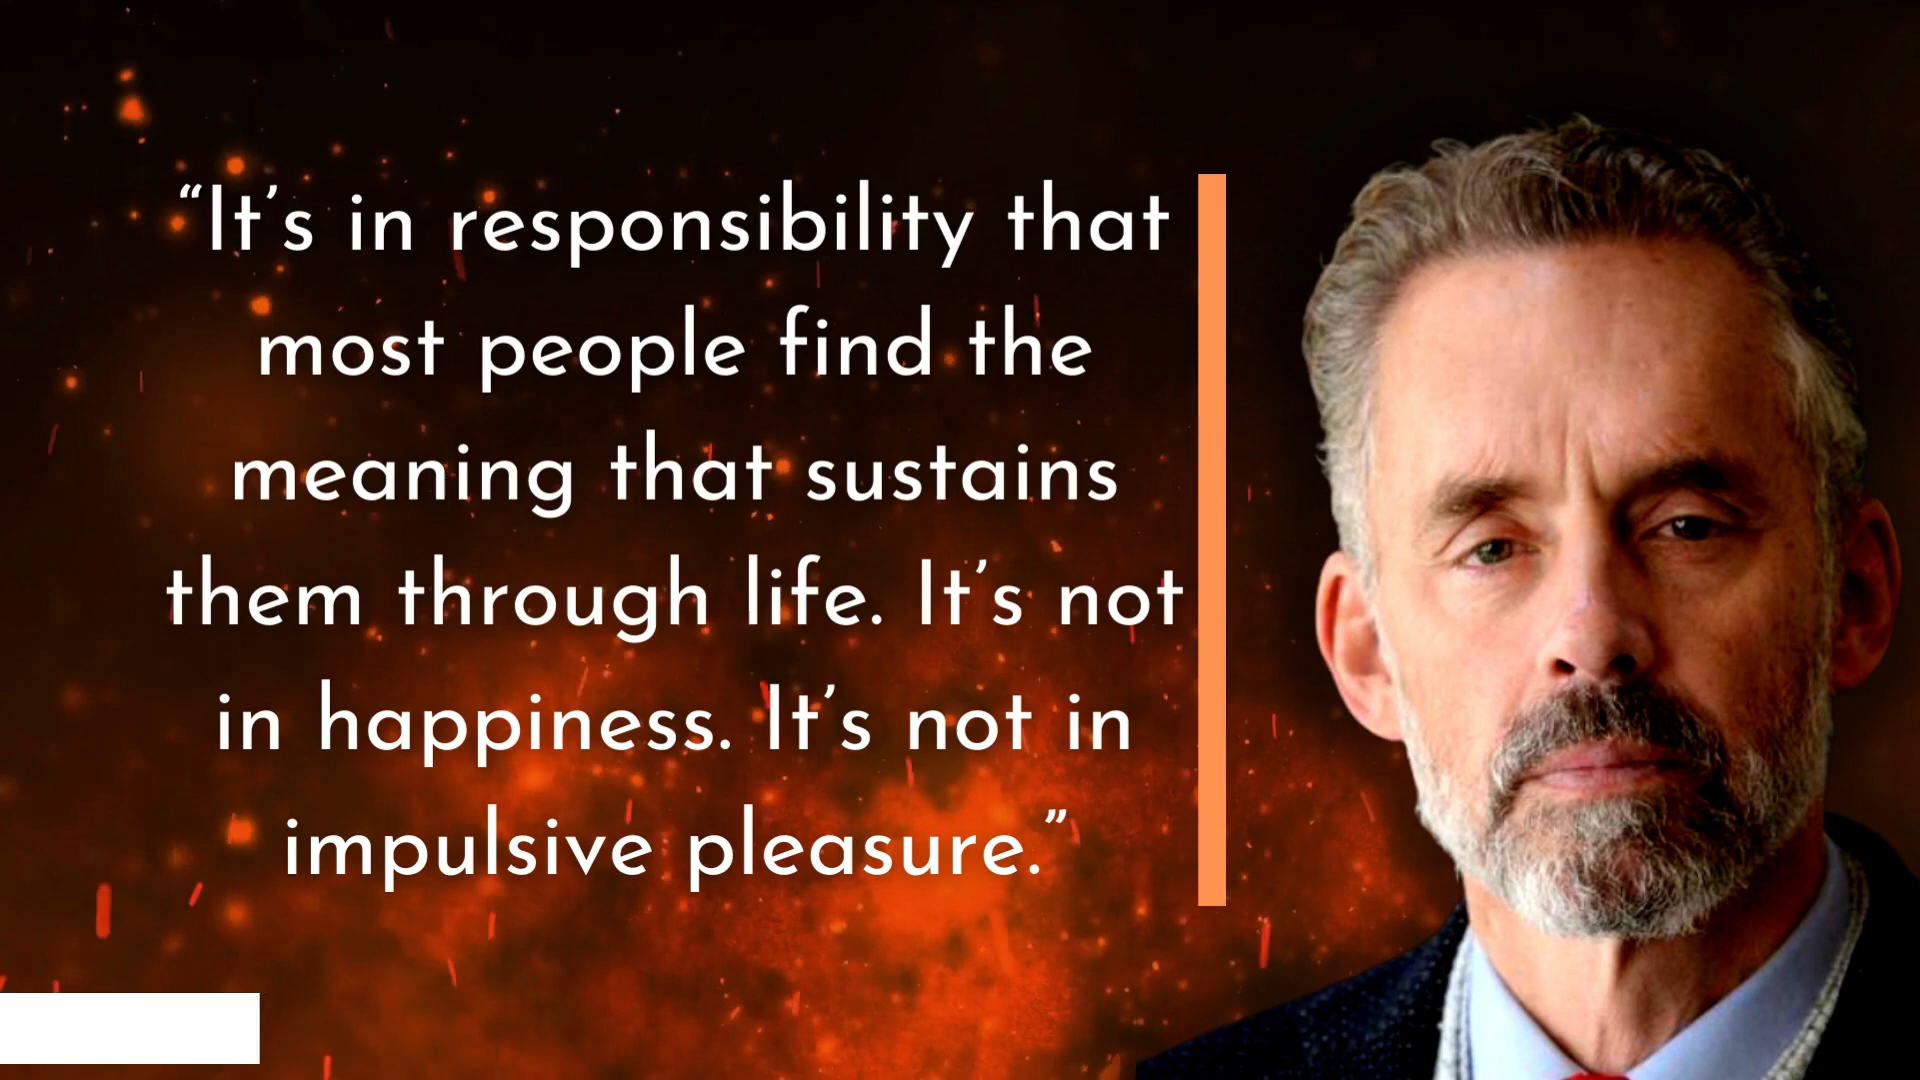 “It’s in responsibility that
most people find the
meaning that sustains
them through life. It’s not
in happiness. It’s not in
impulsive pleasure.”